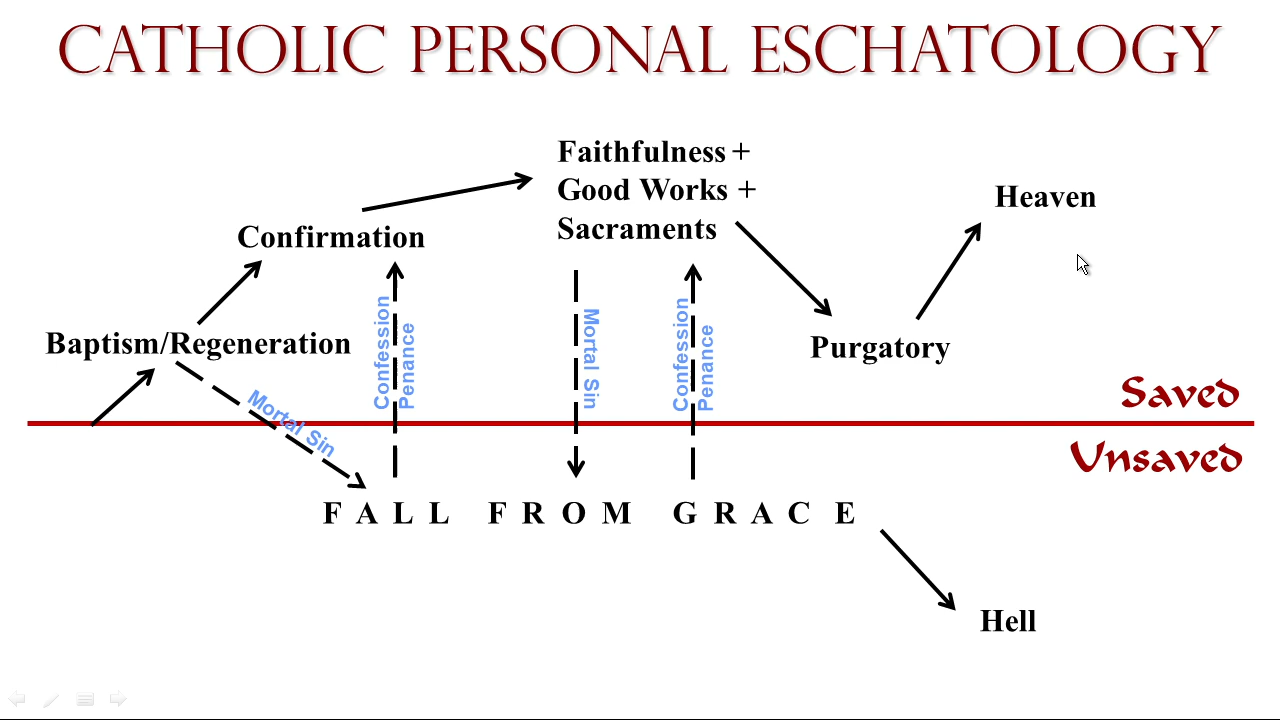 CATHOLIC PERSONAL ESCHATOLOGY
Faithfulness +
Good Works +
Sacraments
Heaven
Confirmation
Baptism/Regeneration
Confession
Penance
Mortal Sin
Confession
Penance
Purgatory
Mortal Sin
Saved
Unsaved
FALL FROM GRACE
Hell